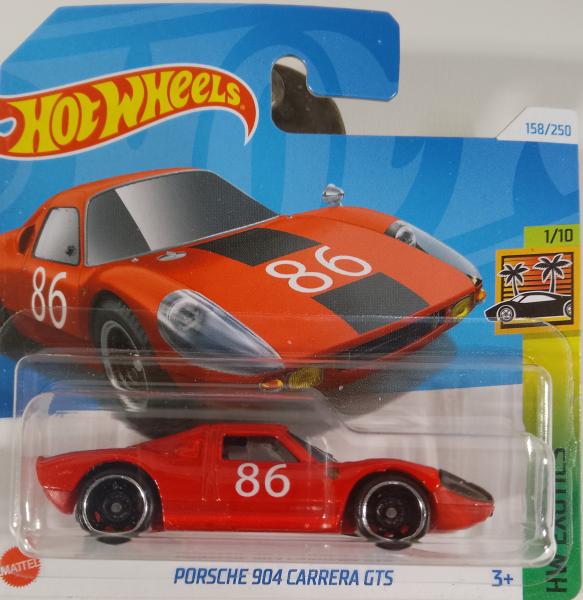 HOT WHEELS
158/250
1/10
86
86
86
HW EXOTICS
MATTEL
PORSCHE 904 CARRERA GTS
3+